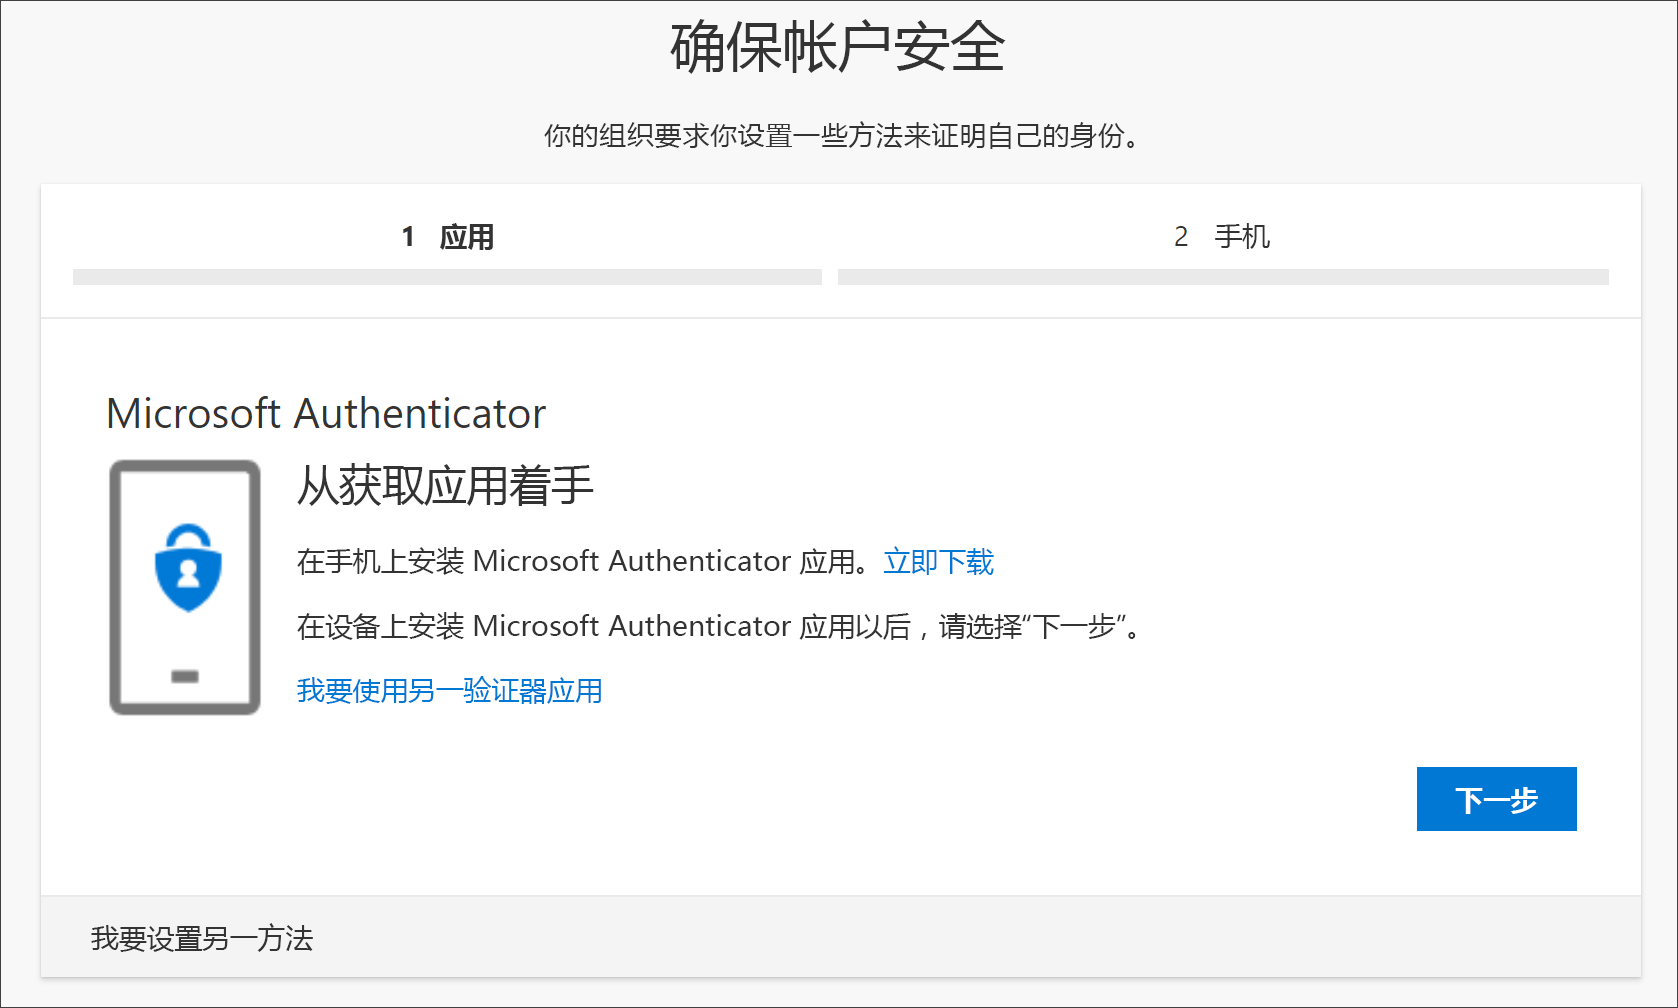 确保帐户安全
你的组织要求你设置一些方法来证明自己的身份。
1 应用
2 手机
Microsoft Authenticator
从获取应用着手
在手机上安装 Microsoft Authenticator 应用。立即下载
在设备上安装 Microsoft Authenticator 应用以后，请选择“下一步”。
我要使用另一验证器应用
下一步
我要设置另一方法